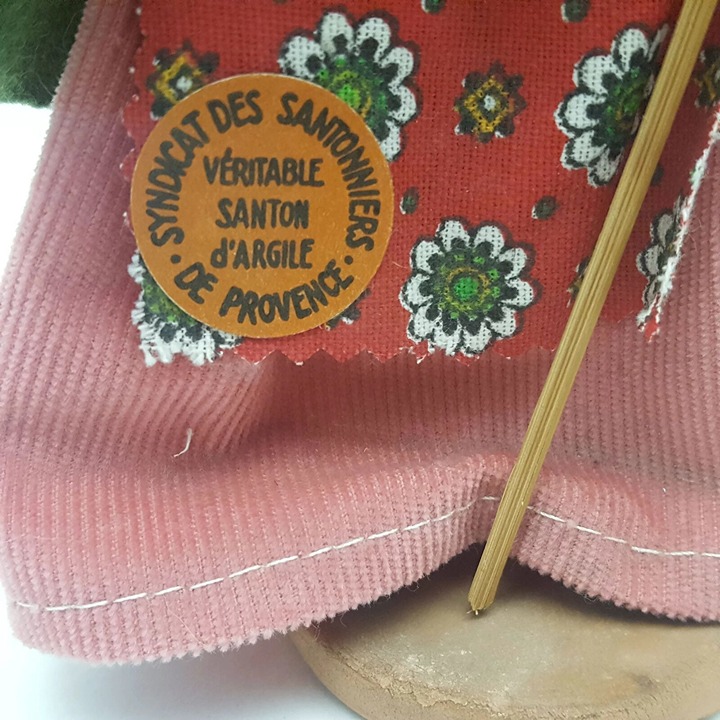 SYNDICAT DES SANTONNIERS
VÉRITABLE
SANTON
d'ARGILE
• DE PROVENCE •